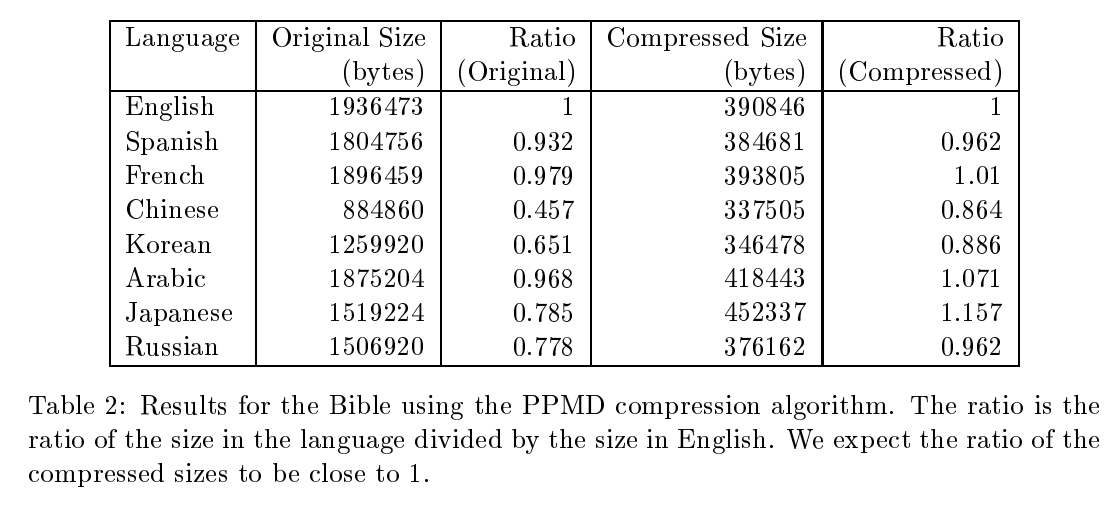 Language Original Size Ratio Compressed Size Ratio
(bytes) (Original) (bytes) (Compressed)
English 1936473 1 390846 1
Spanish 1804756 0.932 384681 0.962
French 1896459 0.979 393805 1.01
Chinese 884860 0.457 337505 0.864
Korean 1259920 0.651 346478 0.886
Arabic 1875204 0.968 418443 1.071
Japanese 1519224 0.785 452337 1.157
Russian 1506920 0.778 376162 0.962
Table 2: Results for the Bible using the PPMD compression algorithm. The ratio is the
ratio of the size in the language divided by the size in English. We expect the ratio of the
compressed sizes to be close to 1.